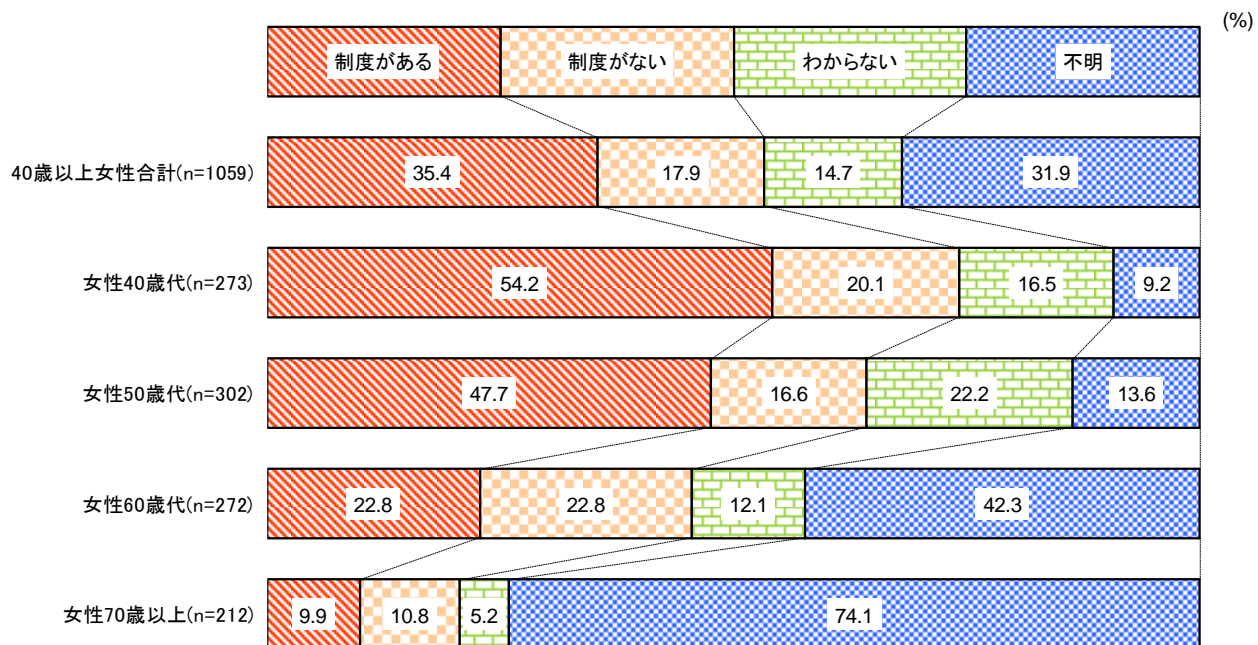 (%)
制度がある 制度がない わからない 不明
40歳以上女性合計(n=1059) 35.4 17.9 14.7 31.9
女性40歳代(n=273) 54.2 20.1 16.5 9.2
女性50歳代(n=302) 47.7 16.6 22.2 13.6
女性60歳代(n=272) 22.8 22.8 12.1 42.3
女性70歳以上(n=212) 9.9 10.8 5.2 74.1